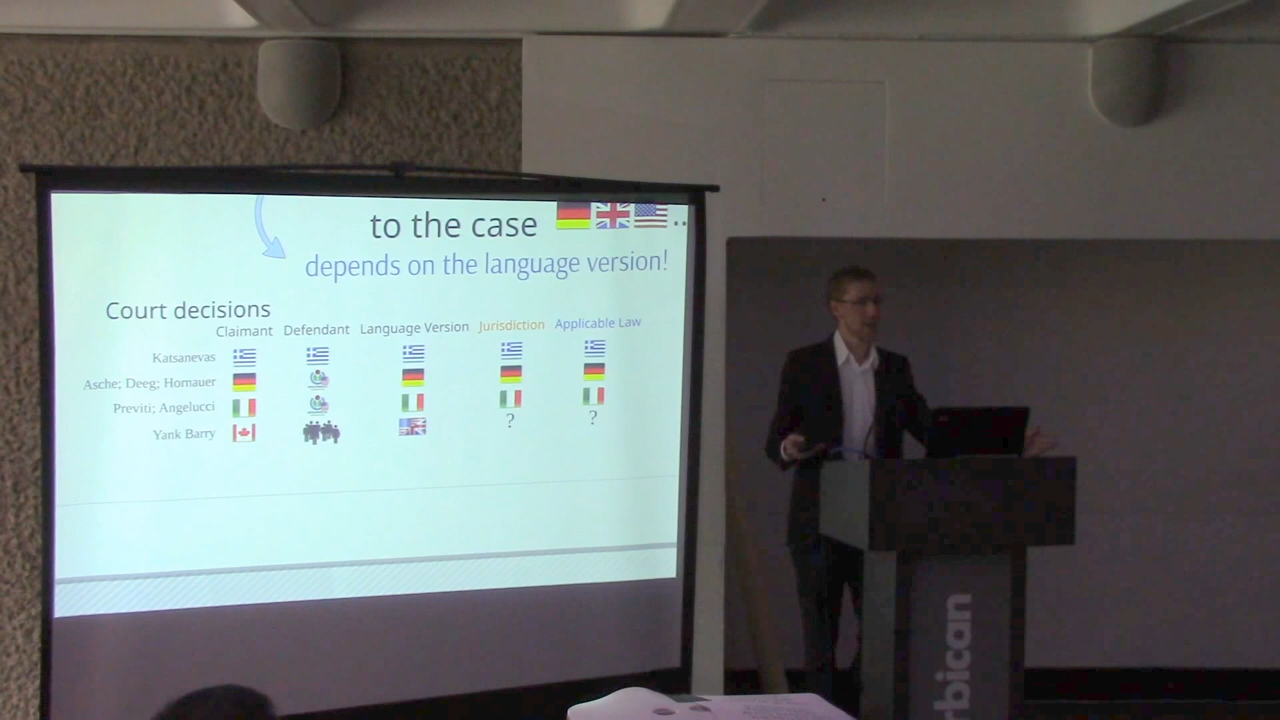 to the case ..
depends on the language version!
Court decisions
Claimant Defendant Language Version Jurisdiction Applicable Law
Katsanevas
Asche; Deeg; Hornauer
Previti; Angelucci
Yank Barry ? ?
rbican